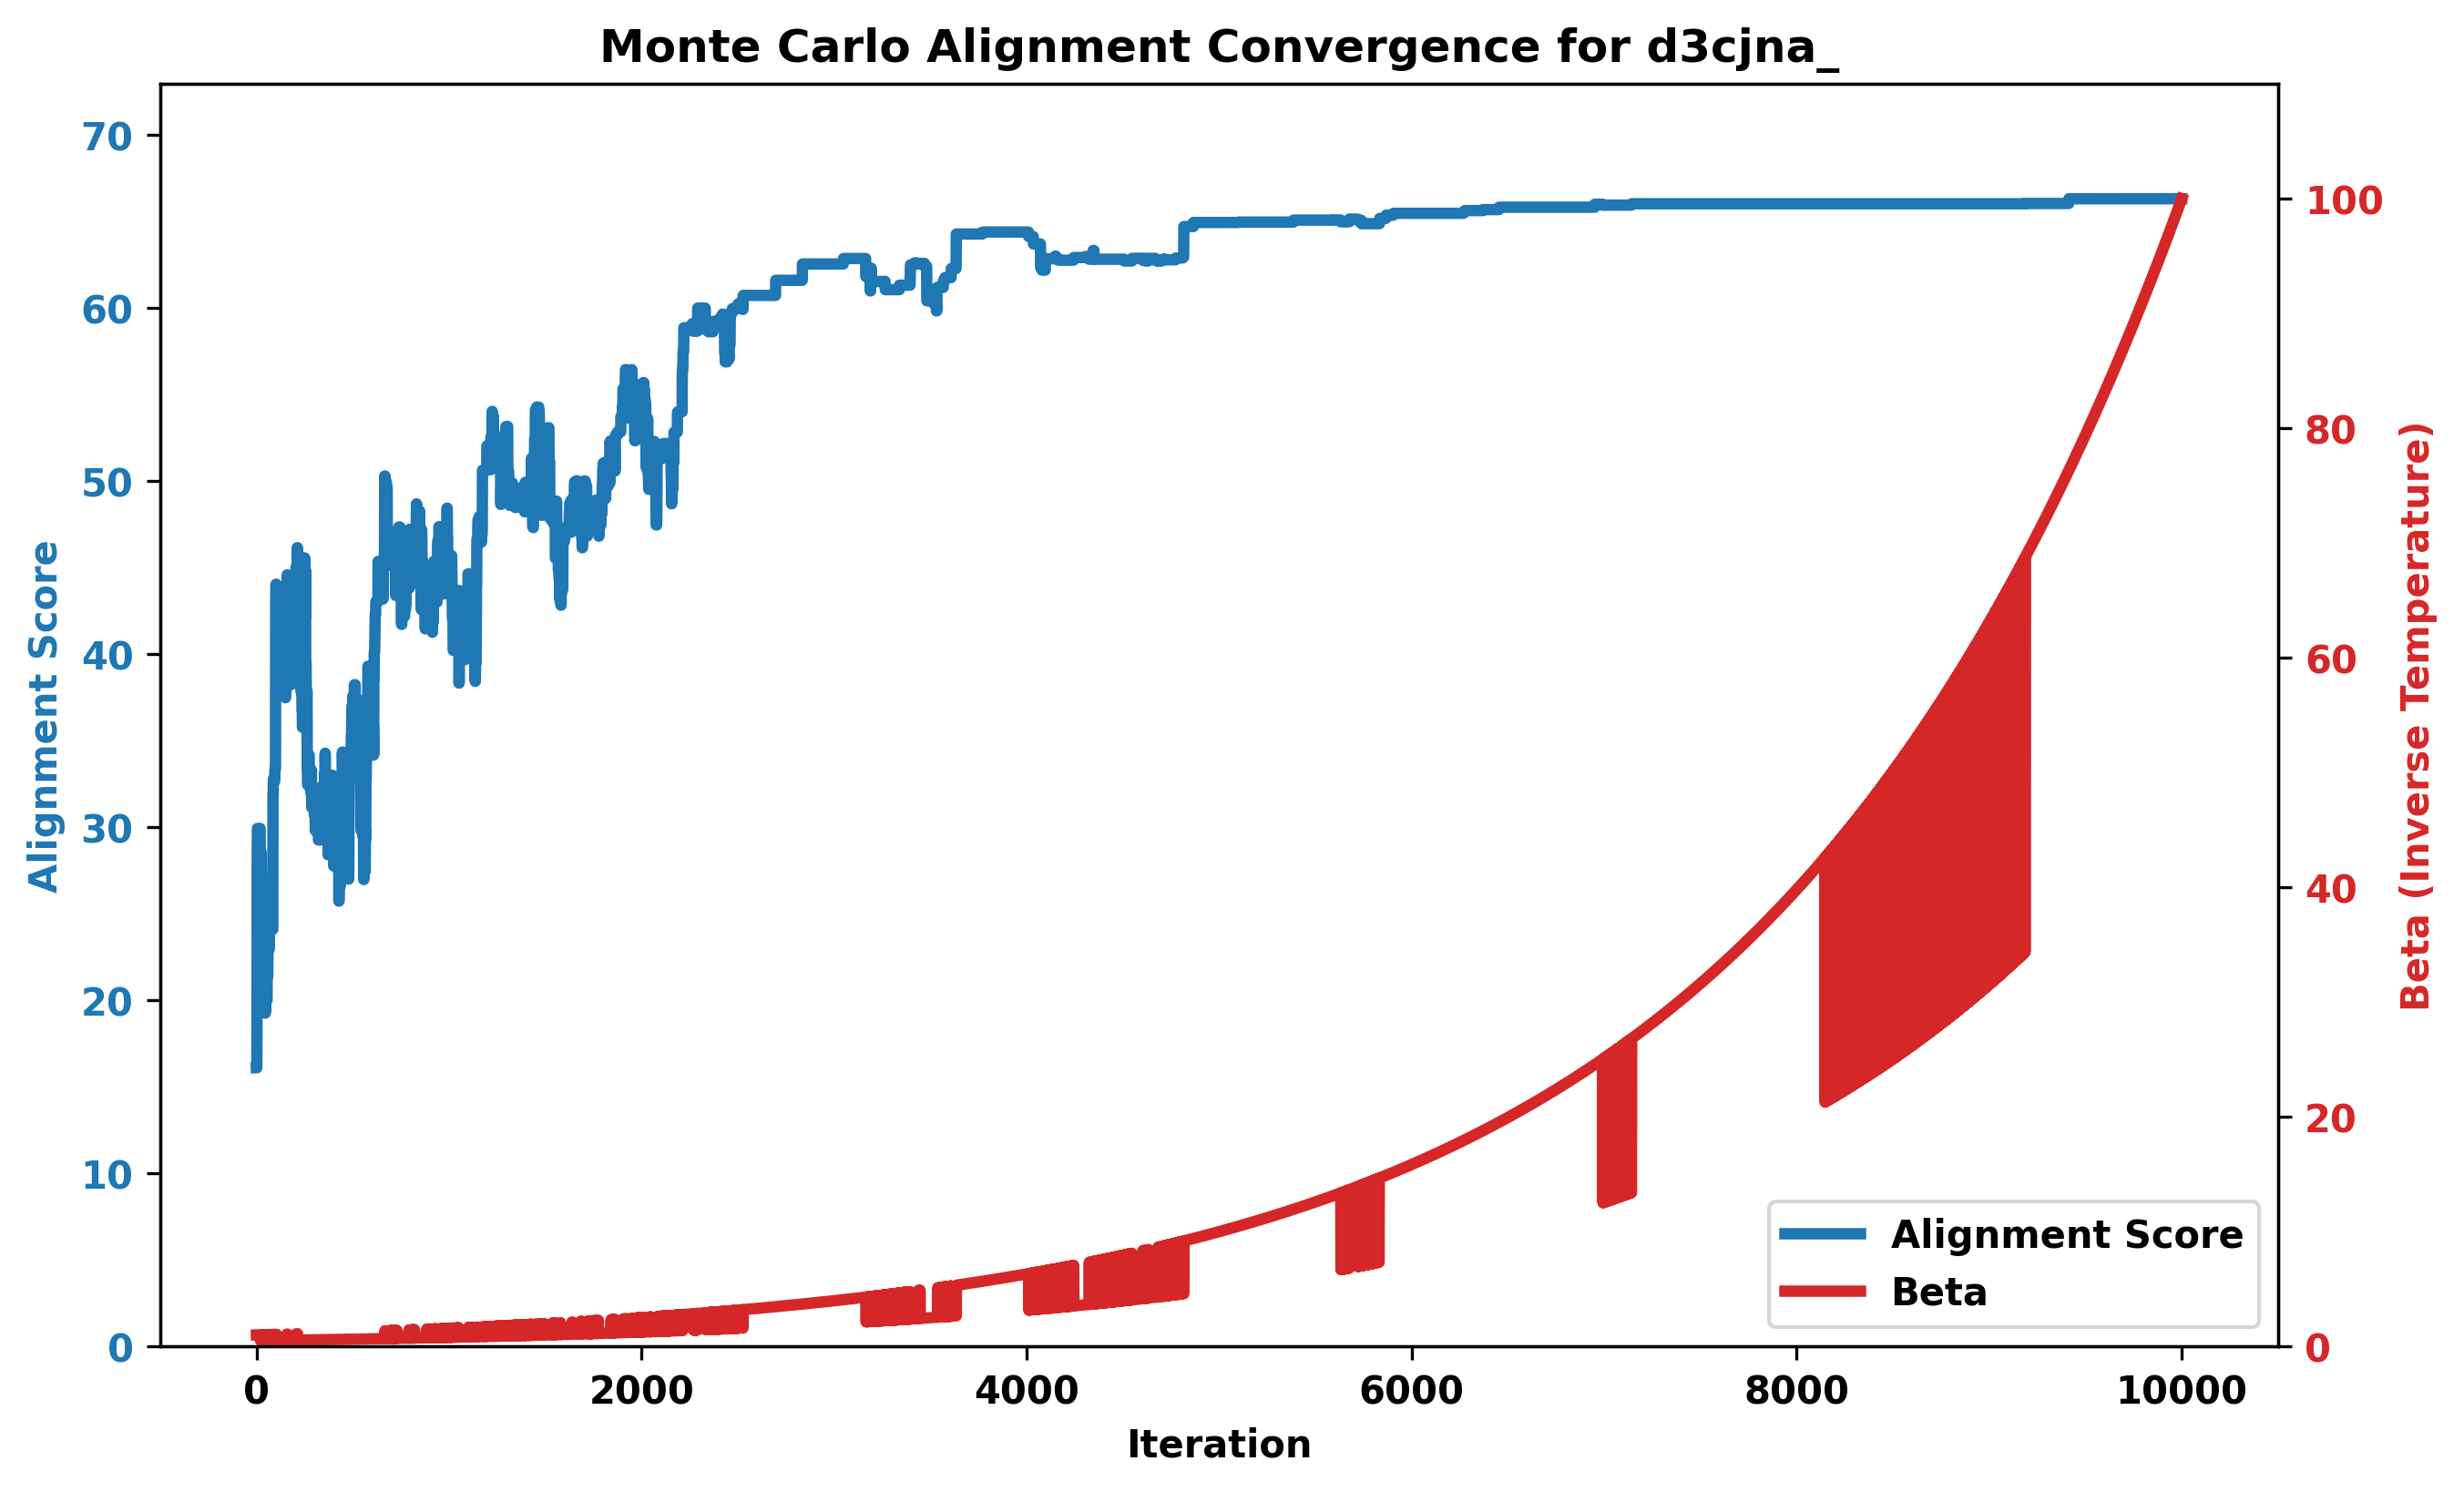 Monte Carlo Alignment Convergence for d3cjna_
70
60
50
40
30
20
10
0
Alignment Score
100
80
60
40
20
0
Beta (Inverse Temperature)
Alignment Score
Beta
0 2000 4000 6000 8000 10000
Iteration